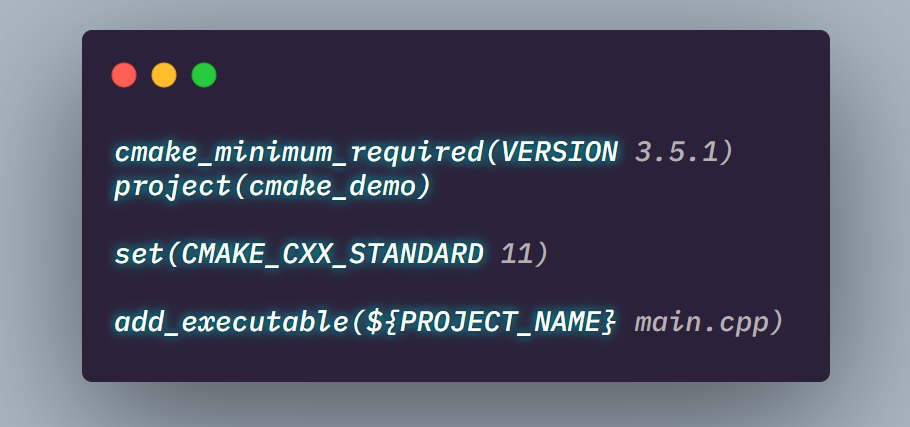 cmake_minimum_required(VERSION 3.5.1)
project(cmake_demo)
set(CMAKE_CXX_STANDARD 11)
add_executable(${PROJECT_NAME} main.cpp)